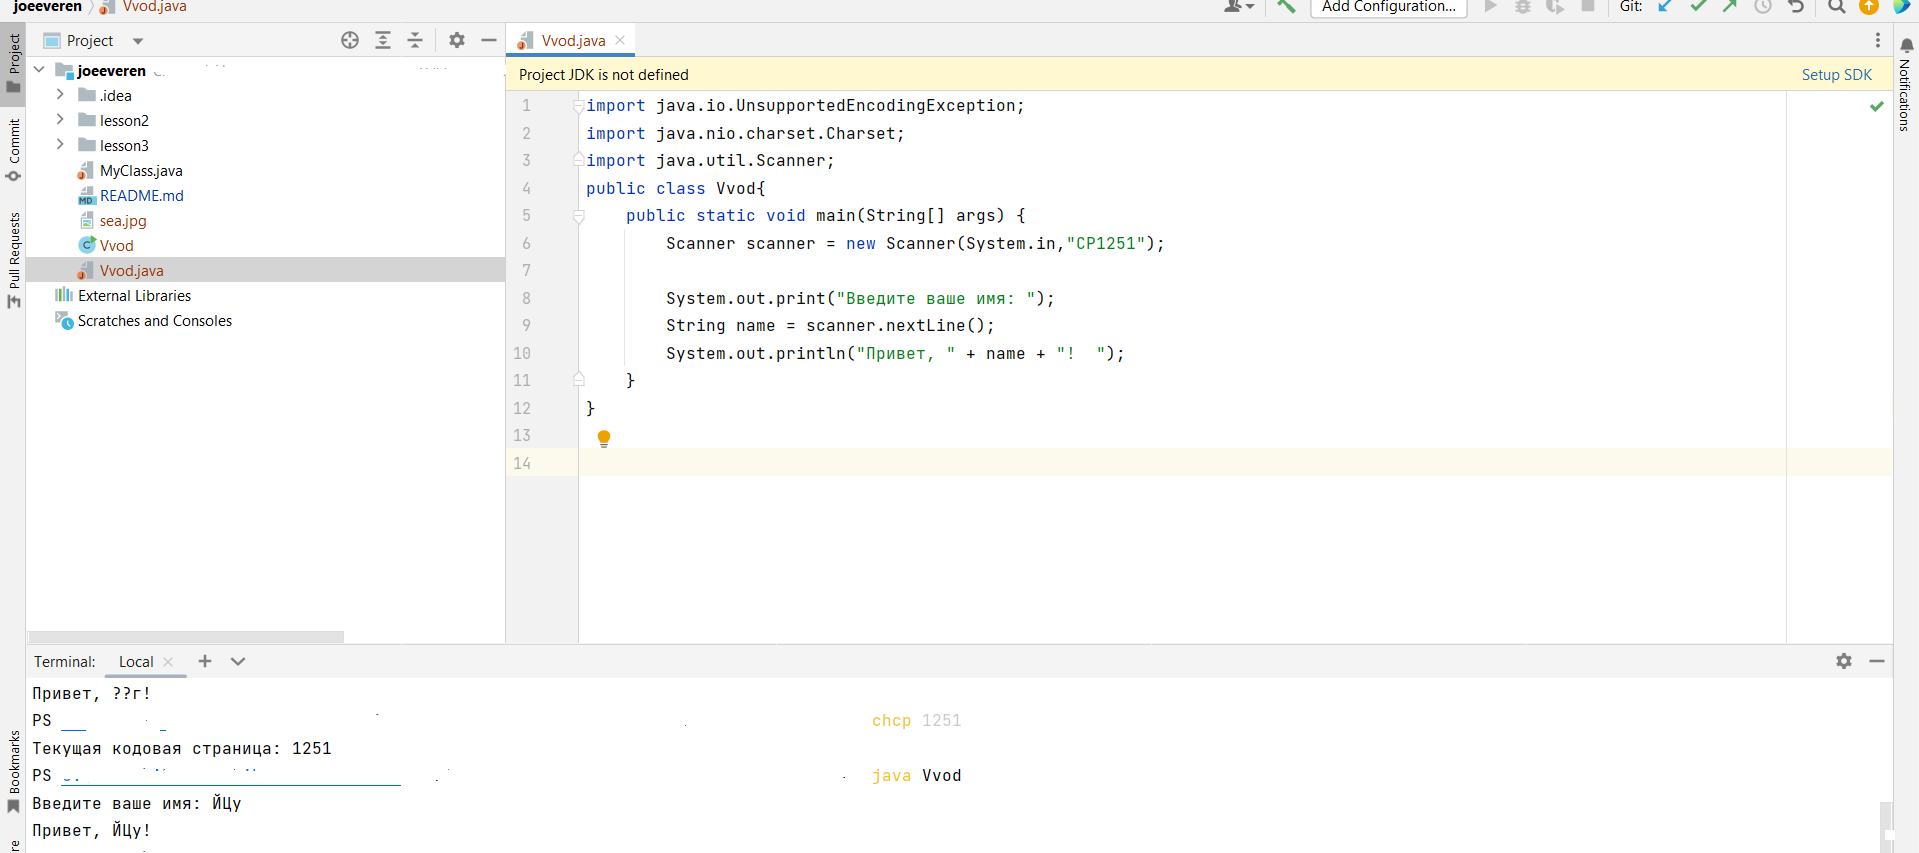 joeeveren Vvod.java
Add Configuration... Git:
Project
Vvod.java
joeeveren
.idea
lesson2
lesson3
MyClass.java
README.md
sea.jpg
Vvod
Vvod.java
External Libraries
Scratches and Consoles
Project
Commit
Pull Requests
Bookmarks
Notifications
Project JDK is not defined Setup SDK
1 import java.io.UnsupportedEncodingException;
2 import java.nio.charset.Charset;
3 import java.util.Scanner;
4 public class Vvod{
5 public static void main(String[] args) {
6 Scanner scanner = new Scanner(System.in,"CP1251");
7
8 System.out.print("Введите ваше имя: ");
9 String name = scanner.nextLine();
10 System.out.println("Привет, " + name + "!  ");
11 }
12 }
13
14
Terminal: Local
Привет, ??г!
PS chcp 1251
Текущая кодовая страница: 1251
PS java Vvod
Введите ваше имя: ЙЦу
Привет, ЙЦу!